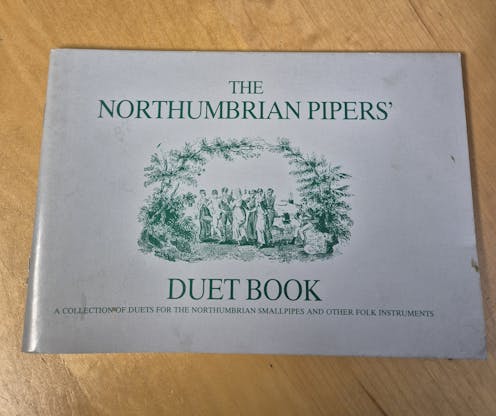 THE
NORTHUMBRIAN PIPERS'
DUET BOOK
A COLLECTION OF DUETS FOR THE NORTHUMBRIAN SMALLPIPES AND OTHER FOLK INSTRUMENTS